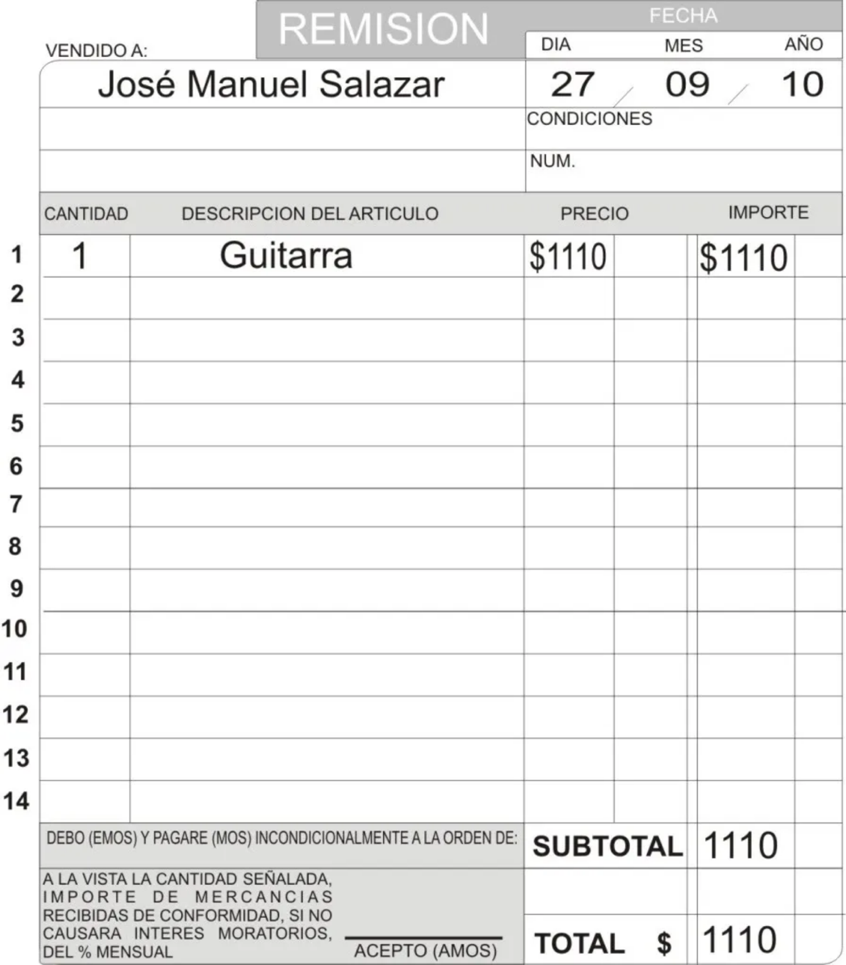 REMISION
FECHA
VENDIDO A:
DIA MES AÑO
José Manuel Salazar 27 / 09 / 10
CONDICIONES
NUM.
CANTIDAD DESCRIPCION DEL ARTICULO PRECIO IMPORTE
1 1 Guitarra $1110 $1110
2
3
4
5
6
7
8
9
10
11
12
13
14
DEBO (EMOS) Y PAGARE (MOS) INCONDICIONALMENTE A LA ORDEN DE:
SUBTOTAL 1110
A LA VISTA LA CANTIDAD SEÑALADA,
IMPORTE DE MERCANCIAS
RECIBIDAS DE CONFORMIDAD, SI NO
CAUSARA INTERES MORATORIOS,
DEL % MENSUAL
ACEPTO (AMOS)
TOTAL $ 1110